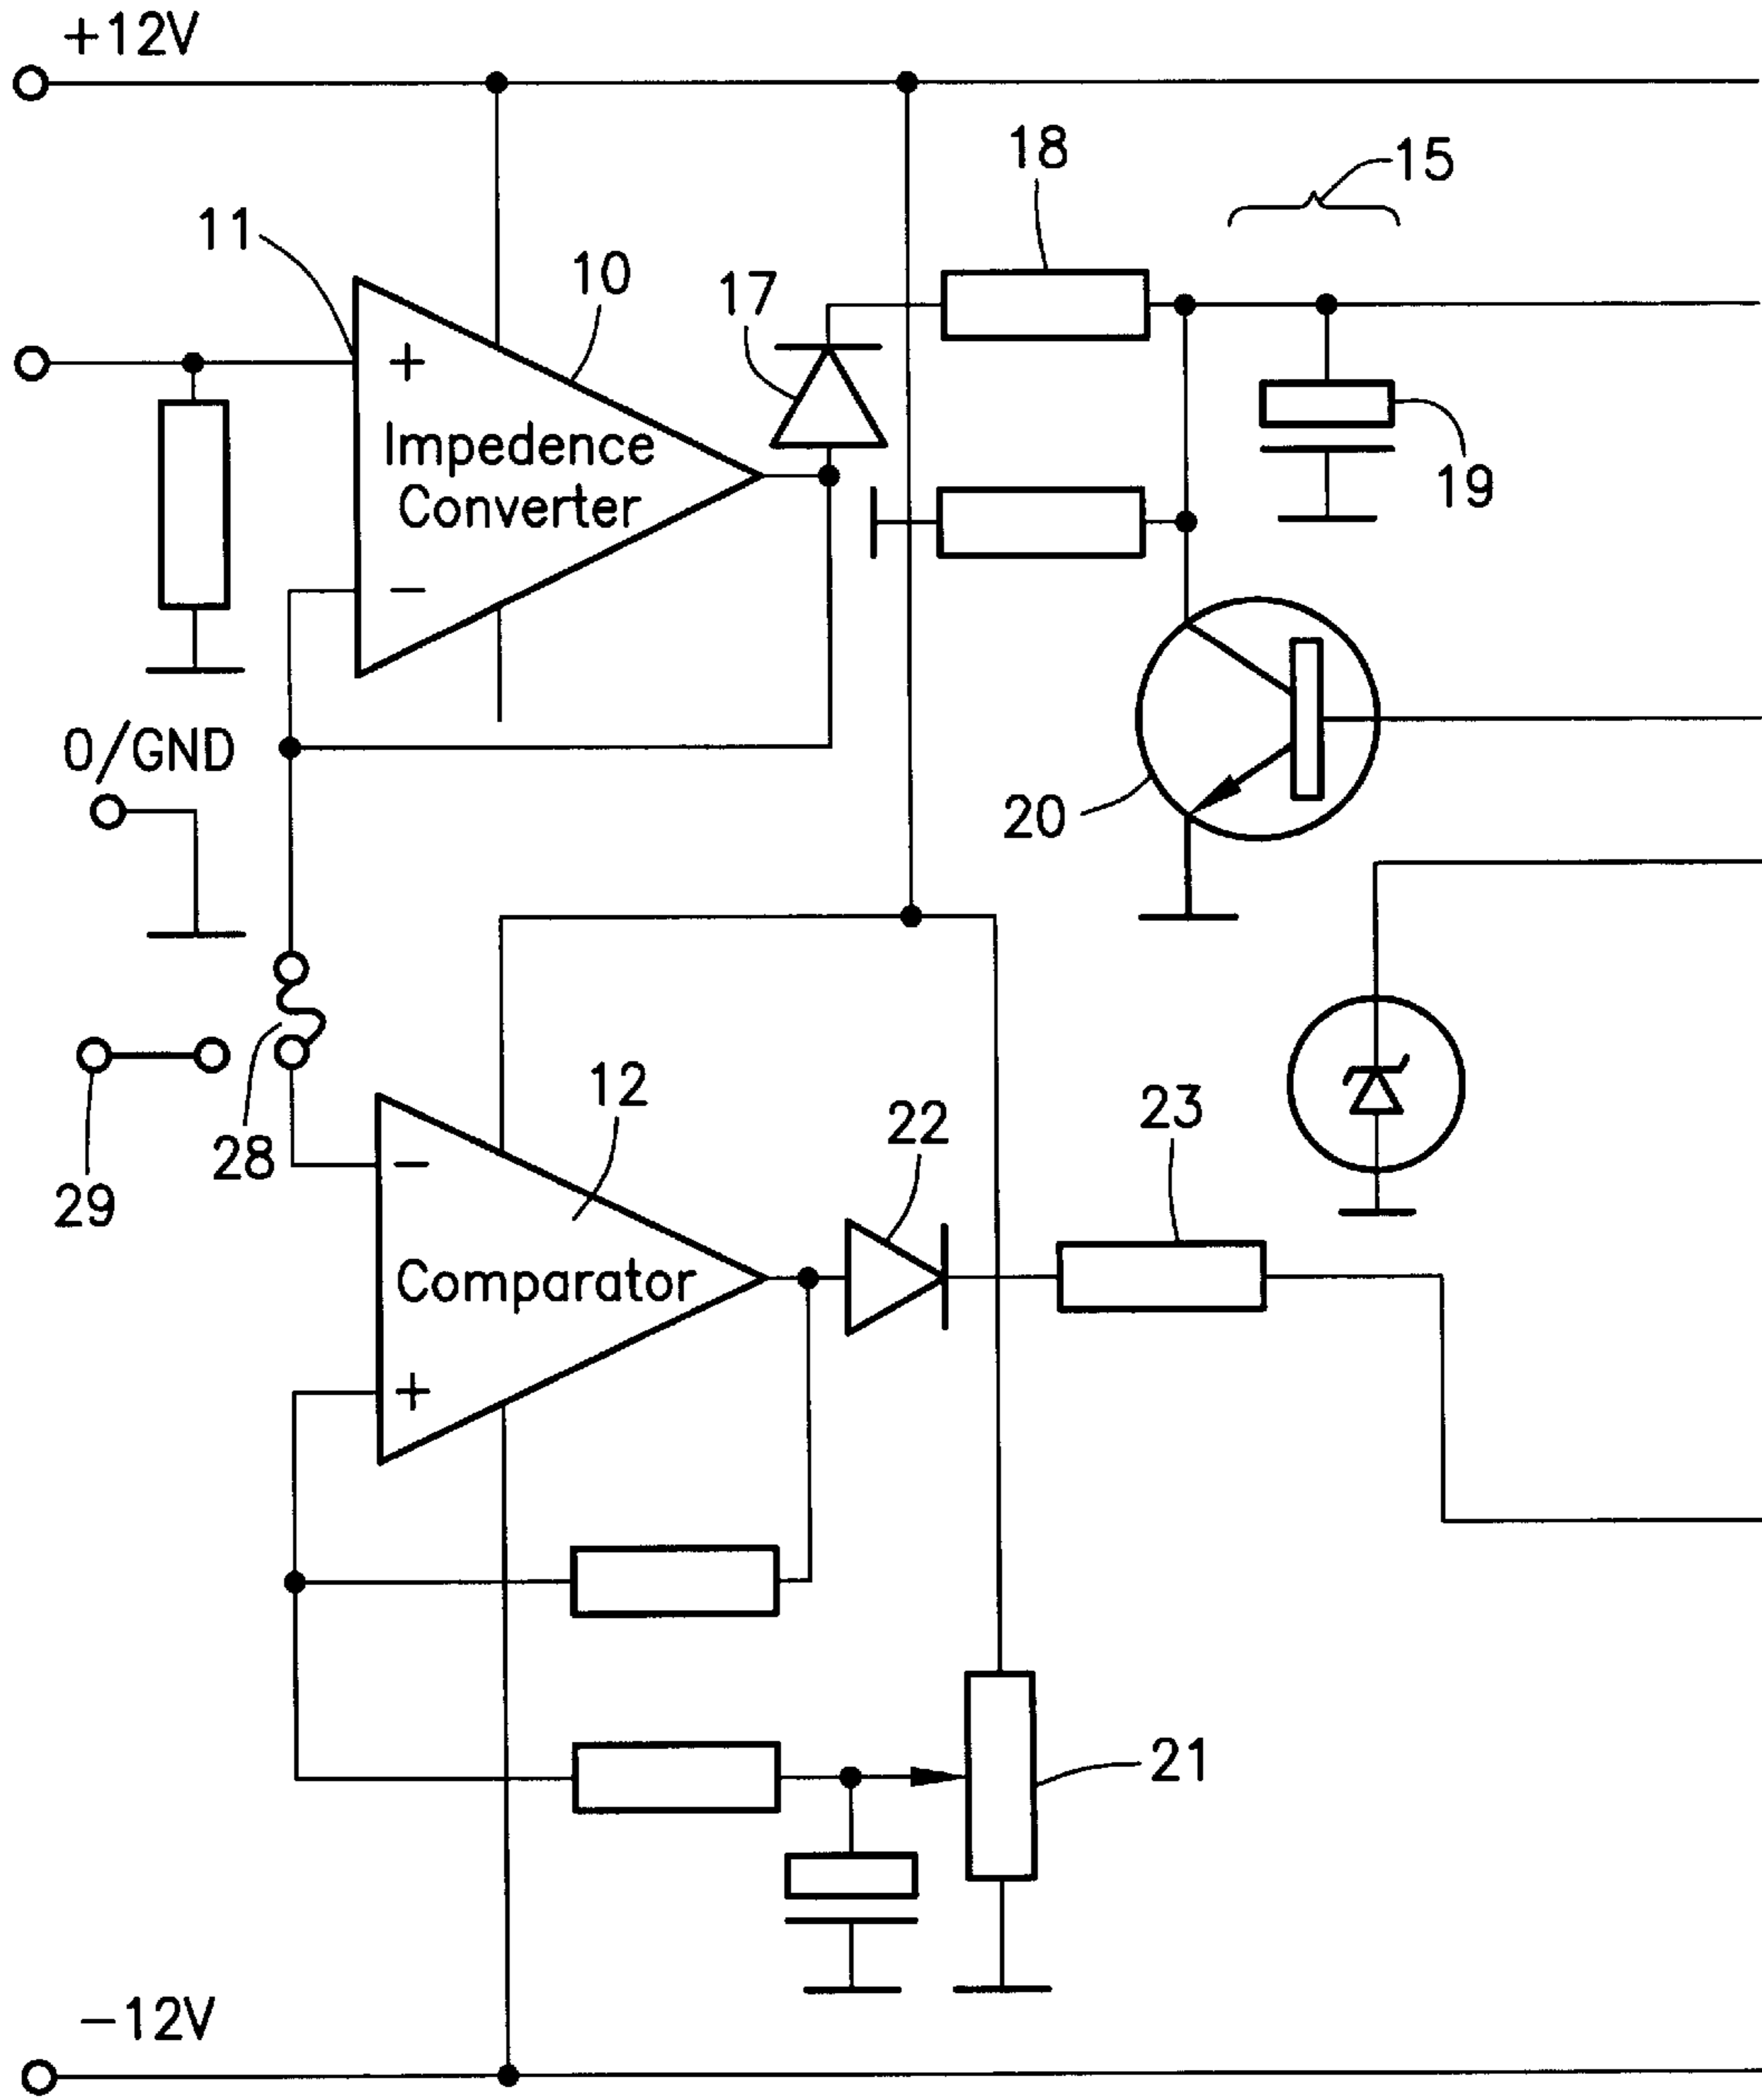 +12V
18
15
11
10
17
+
Impedence
Converter
19
−
O/GND
20
28
29
12
22
23
−
Comparator
+
21
−12V